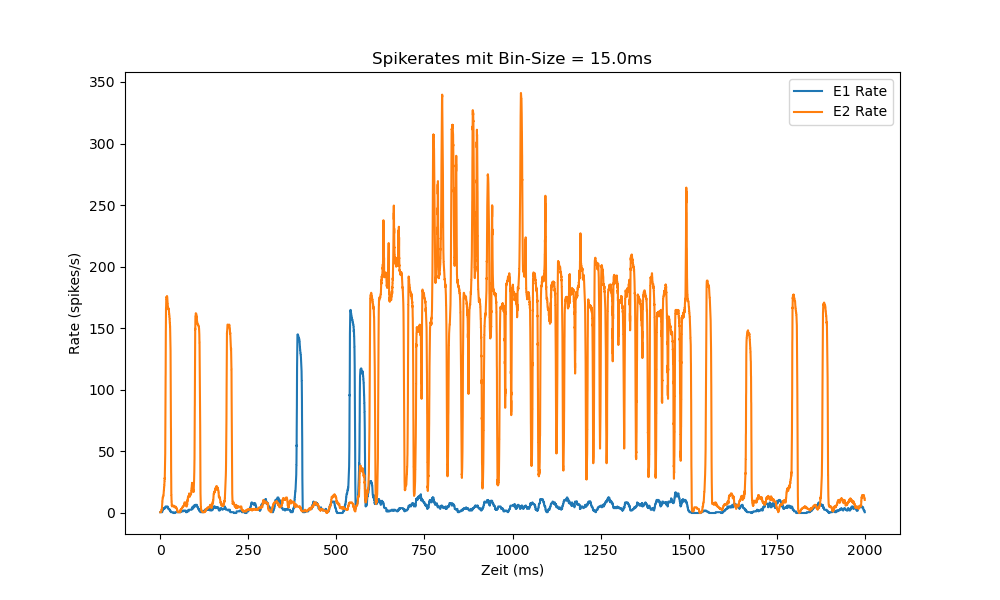 Spikerates mit Bin-Size = 15.0ms
E1 Rate
E2 Rate
Rate (spikes/s)
350
300
250
200
150
100
50
0
0 250 500 750 1000 1250 1500 1750 2000
Zeit (ms)